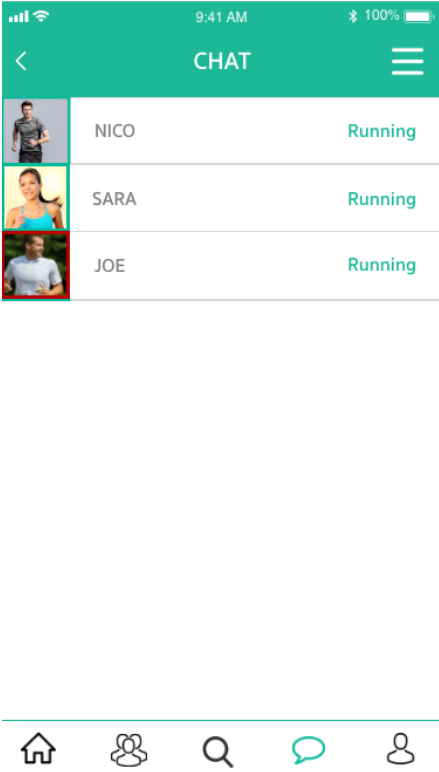 9:41 AM 100%
CHAT
NICO Running
SARA Running
JOE Running